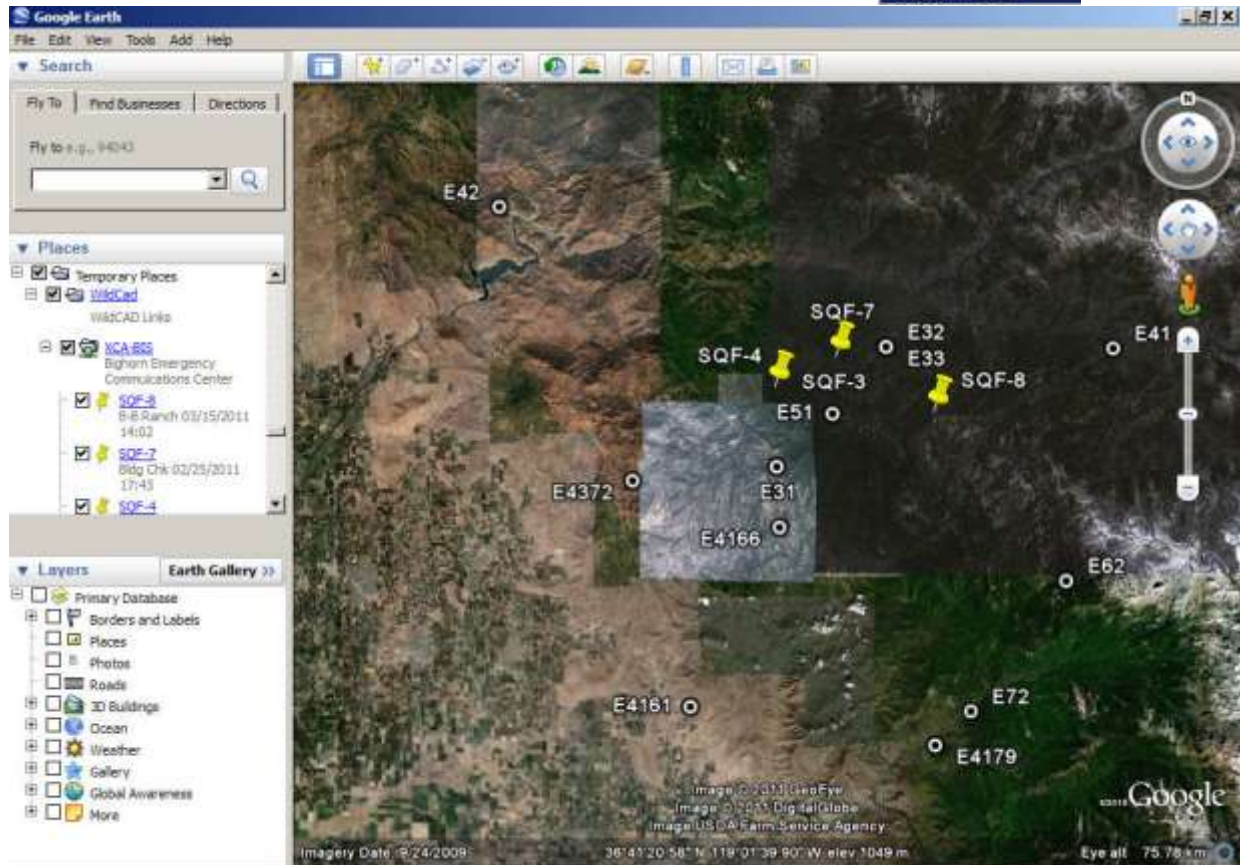 Google Earth
File Edit View Tools Add Help
Search
Fly To Find Businesses Directions
Fly to e.g., 94043
Places
Temporary Places
WildCad
WildCAD Links
XCA-BIS
Bighorn Emergency
Commuications Center
SQF-8
B-B Ranch 03/15/2011
14:02
SQF-7
Bldg Chk 02/25/2011
17:43
SQF-4
Layers Earth Gallery >>
Primary Database
Borders and Labels
Places
Photos
Roads
3D Buildings
Ocean
Weather
Gallery
Global Awareness
More
N
E42
SQF-7
E32
E41
SQF-4
E33
SQF-3
SQF-8
E51
E4372
E31
E4166
E62
E4161
E72
E4179
Image © 2011 GeoEye
Image © 2011 DigitalGlobe
Image USDA Farm Service Agency
©2010 Google
Imagery Date: 9/24/2009 36°41'20.58" N 119°01'39.90" W elev 1049 m Eye alt 75.78 km